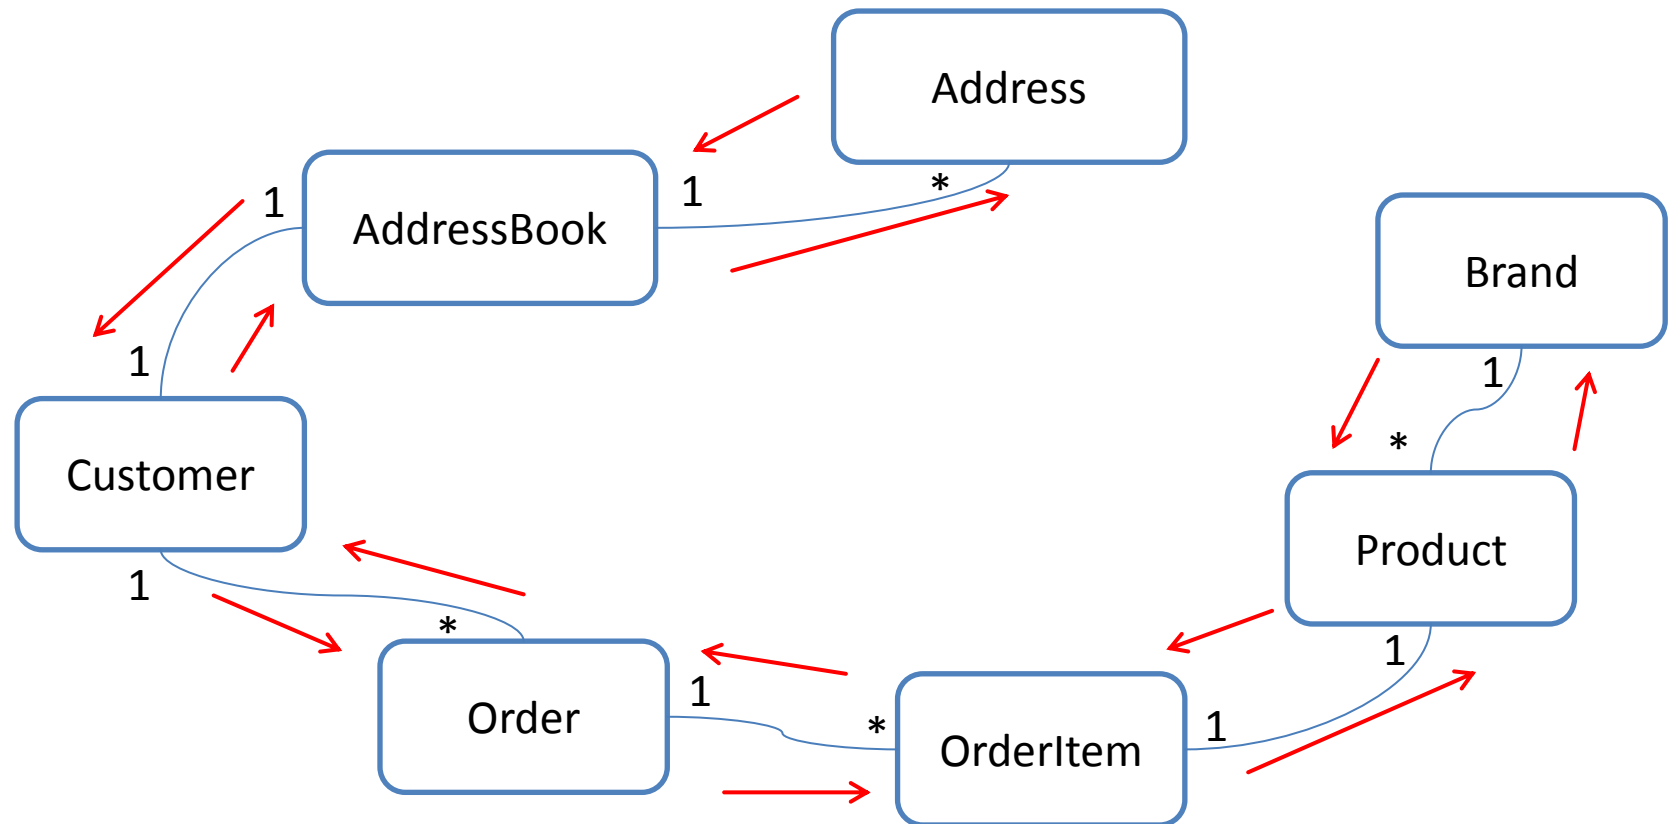 Address
1
*
1
AddressBook
Brand
1
1
*
Customer
Product
1
*
1
1
Order
*
1
OrderItem